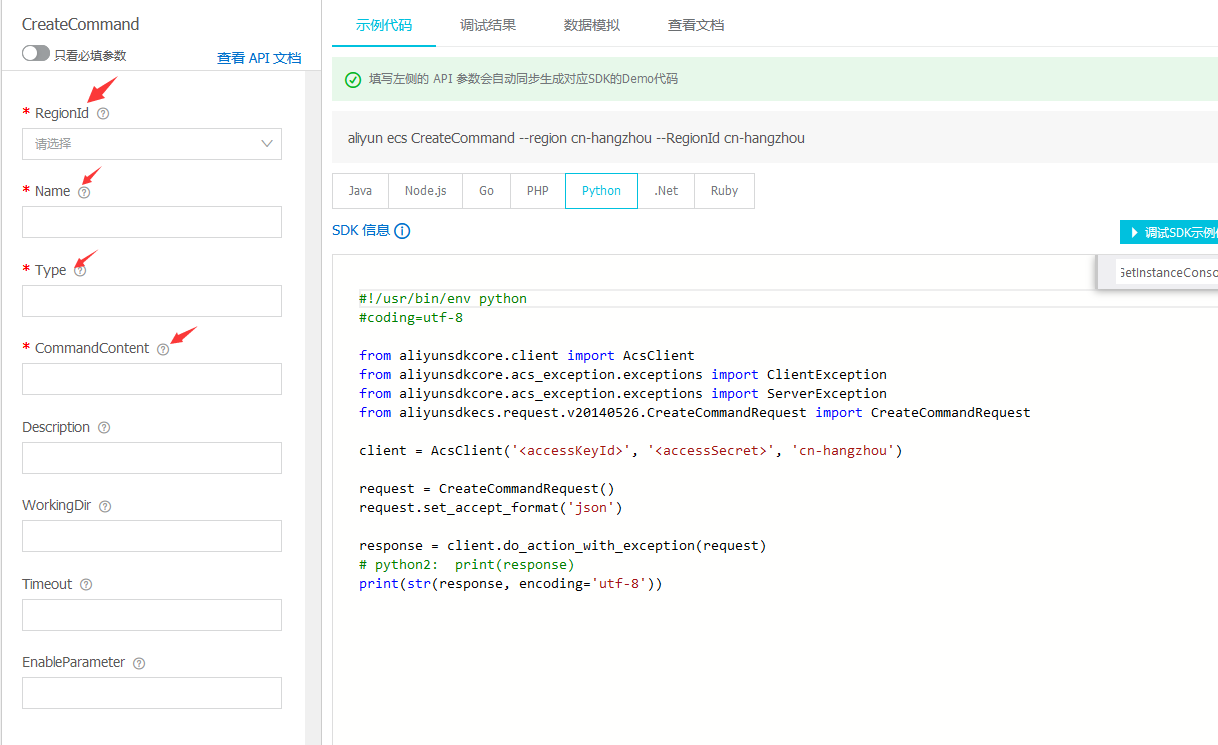 CreateCommand
只看必填参数
查看 API 文档
* RegionId
请选择
* Name
* Type
* CommandContent
Description
WorkingDir
Timeout
EnableParameter
示例代码 调试结果 数据模拟 查看文档
填写左侧的 API 参数会自动同步生成对应SDK的Demo代码
aliyun ecs CreateCommand --region cn-hangzhou --RegionId cn-hangzhou
Java Node.js Go PHP Python .Net Ruby
SDK 信息
调试SDK示例
GetInstanceConso
#!/usr/bin/env python
#coding=utf-8
from aliyunsdkcore.client import AcsClient
from aliyunsdkcore.acs_exception.exceptions import ClientException
from aliyunsdkcore.acs_exception.exceptions import ServerException
from aliyunsdkecs.request.v20140526.CreateCommandRequest import CreateCommandRequest
client = AcsClient('<accessKeyId>', '<accessSecret>', 'cn-hangzhou')
request = CreateCommandRequest()
request.set_accept_format('json')
response = client.do_action_with_exception(request)
# python2:  print(response)
print(str(response, encoding='utf-8'))